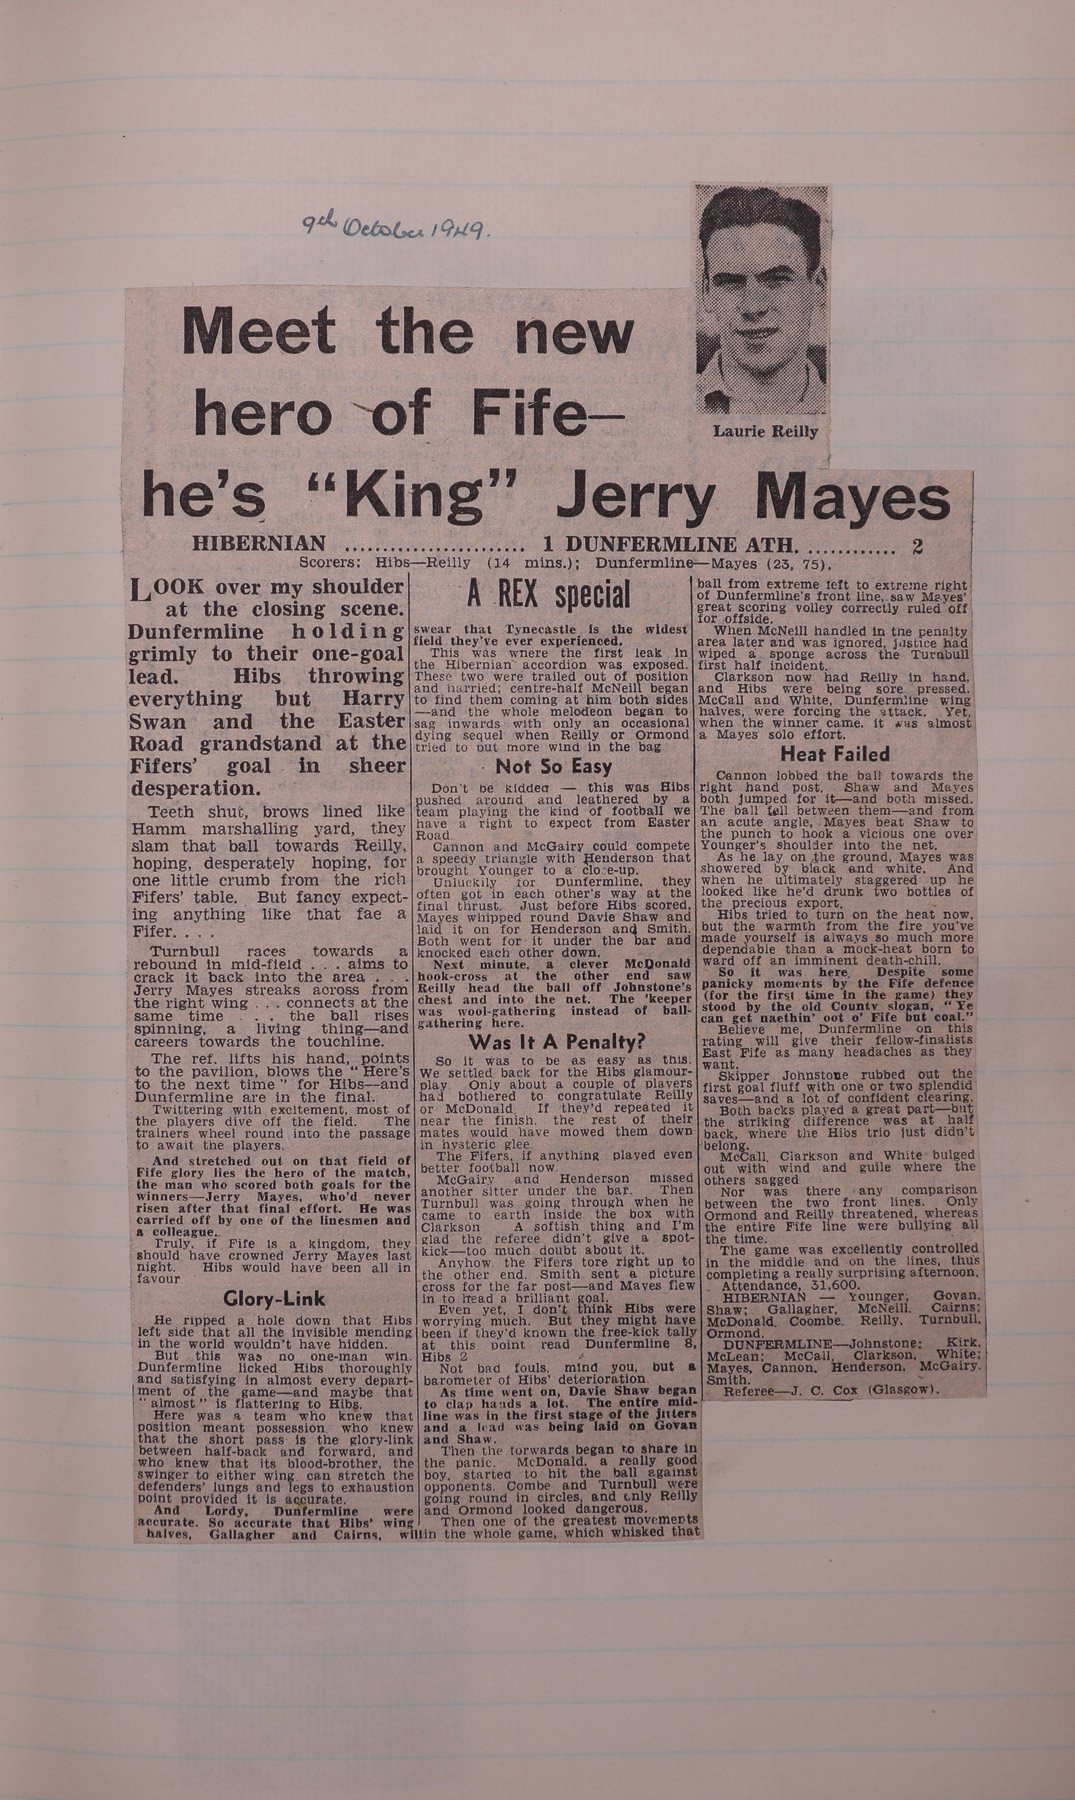 9th October 1949.
Laurie Reilly
Meet the new
hero of Fife—
he's "King" Jerry Mayes
HIBERNIAN ........................ 1 DUNFERMLINE ATH. ............ 2
Scorers: Hibs—Reilly (14 mins.); Dunfermline—Mayes (23, 75).
LOOK over my shoulder
at the closing scene.
Dunfermline holding
grimly to their one-goal
lead. Hibs throwing
everything but Harry
Swan and the Easter
Road grandstand at the
Fifers' goal in sheer
desperation.
Teeth shut, brows lined like
Hamm marshalling yard, they
slam that ball towards Reilly,
hoping, desperately hoping, for
one little crumb from the rich
Fifers' table. But fancy expect-
ing anything like that fae a
Fifer. . . .
Turnbull races towards a
rebound in mid-field . . . aims to
crack it back into the area . . .
Jerry Mayes streaks across from
the right wing . . . connects at the
same time . . . the ball rises
spinning, a living thing—and
careers towards the touchline.
The ref. lifts his hand, points
to the pavilion, blows the "Here's
to the next time" for Hibs—and
Dunfermline are in the final.
Twittering with excitement, most of
the players dive off the field. The
trainers wheel round into the passage
to await the players.
And stretched out on that field of
Fife glory lies the hero of the match,
the man who scored both goals for the
winners—Jerry Mayes, who'd never
risen after that final effort. He was
carried off by one of the linesmen and
a colleague.
Truly, if Fife is a kingdom, they
should have crowned Jerry Mayes last
night. Hibs would have been all in
favour
Glory-Link
He ripped a hole down that Hibs
left side that all the invisible mending
in the world wouldn't have hidden.
But this was no one-man win.
Dunfermline licked Hibs thoroughly
and satisfying in almost every depart-
ment of the game—and maybe that
"almost" is flattering to Hibs.
Here was a team who knew that
position meant possession, who knew
that the short pass is the glory-link
between half-back and forward, and
who knew that its blood-brother, the
swinger to either wing can stretch the
defenders' lungs and legs to exhaustion
point provided it is accurate.
And Lordy, Dunfermline were
accurate. So accurate that Hibs' wing
halves, Gallagher and Cairns, will
A REX special
swear that Tynecastle is the widest
field they've ever experienced.
This was where the first leak in
the Hibernian accordion was exposed.
These two were trailed out of position
and harried; centre-half McNeill began
to find them coming at him both sides
—and the whole melodeon began to
sag inwards with only an occasional
dying sequel when Reilly or Ormond
tried to put more wind in the bag
Not So Easy
Don't be kidded — this was Hibs
pushed around and leathered by a
team playing the kind of football we
have a right to expect from Easter
Road.
Cannon and McGairy could compete
a speedy triangle with Henderson that
brought Younger to a close-up.
Unluckily for Dunfermline, they
often got in each other's way at the
final thrust. Just before Hibs scored,
Mayes whipped round Davie Shaw and
laid it on for Henderson and Smith.
Both went for it under the bar and
knocked each other down.
Next minute, a clever McDonald
hook-cross at the other end saw
Reilly head the ball off Johnstone's
chest and into the net. The 'keeper
was wool-gathering instead of ball-
gathering here.
Was It A Penalty?
So it was to be as easy as this.
We settled back for the Hibs glamour-
play. Only about a couple of players
had bothered to congratulate Reilly
or McDonald. If they'd repeated it
near the finish, the rest of their
mates would have mowed them down
in hysteric glee
The Fifers, if anything played even
better football now
McGairy and Henderson missed
another sitter under the bar. Then
Turnbull was going through when he
came to earth inside the box with
Clarkson A softish thing and I'm
glad the referee didn't give a spot-
kick—too much doubt about it.
Anyhow, the Fifers tore right up to
the other end. Smith sent a picture
cross for the far post—and Mayes flew
in to head a brilliant goal.
Even yet, I don't think Hibs were
worrying much. But they might have
been if they'd known the free-kick tally
at this point read Dunfermline 8,
Hibs 2
Not bad fouls, mind you, but a
barometer of Hibs' deterioration.
As time went on, Davie Shaw began
to clap hands a lot. The entire mid-
line was in the first stage of the jitters
and a lead was being laid on Govan
and Shaw.
Then the forwards began to share in
the panic. McDonald, a really good
boy, started to hit the ball against
opponents, Combe and Turnbull were
going round in circles, and only Reilly
and Ormond looked dangerous.
Then one of the greatest movements
in the whole game, which whisked that
ball from extreme left to extreme right
of Dunfermline's front line, saw Mayes'
great scoring volley correctly ruled off
for offside.
When McNeill handled in the penalty
area later and was ignored, justice had
wiped a sponge across the Turnbull
first half incident.
Clarkson now had Reilly in hand,
and Hibs were being sore pressed.
McCall and White, Dunfermline wing
halves, were forcing the attack. Yet,
when the winner came, it was almost
a Mayes solo effort.
Heat Failed
Cannon lobbed the ball towards the
right hand post. Shaw and Mayes
both jumped for it—and both missed.
The ball fell between them—and from
an acute angle, Mayes beat Shaw to
the punch to hook a vicious one over
Younger's shoulder into the net.
As he lay on the ground, Mayes was
showered by black and white. And
when he ultimately staggered up he
looked like he'd drunk two bottles of
the precious export.
Hibs tried to turn on the heat now,
but the warmth from the fire you've
made yourself is always so much more
dependable than a mock-heat born to
ward off an imminent death-chill.
So it was here. Despite some
panicky moments by the Fife defence
(for the first time in the game) they
stood by the old County slogan, "Ye
can get naethin' oot o' Fife but coal."
Believe me, Dunfermline on this
rating will give their fellow-finalists
East Fife as many headaches as they
want.
Skipper Johnstone rubbed out the
first goal fluff with one or two splendid
saves—and a lot of confident clearing.
Both backs played a great part—but
the striking difference was at half
back, where the Hibs trio just didn't
belong.
McCall, Clarkson and White bulged
out with wind and guile where the
others sagged
Nor was there any comparison
between the two front lines. Only
Ormond and Reilly threatened, whereas
the entire Fife line were bullying all
the time.
The game was excellently controlled
in the middle and on the lines, thus
completing a really surprising afternoon.
Attendance, 31,600.
HIBERNIAN — Younger; Govan,
Shaw; Gallagher, McNeill, Cairns;
McDonald, Coombe, Reilly, Turnbull,
Ormond.
DUNFERMLINE—Johnstone; Kirk,
McLean; McCall, Clarkson, White;
Mayes, Cannon, Henderson, McGairy,
Smith.
Referee—J. C. Cox (Glasgow).